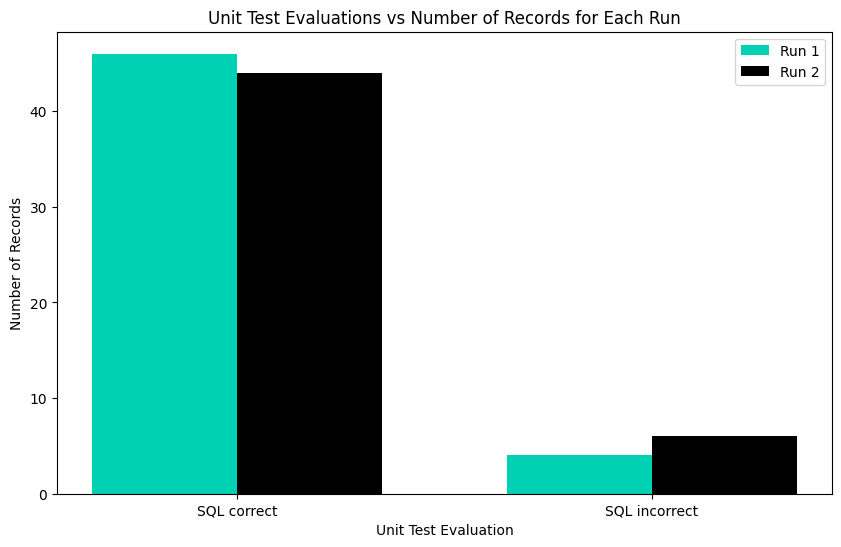 Unit Test Evaluations vs Number of Records for Each Run
Run 1
Run 2
Number of Records
40
30
20
10
0
SQL correct
SQL incorrect
Unit Test Evaluation